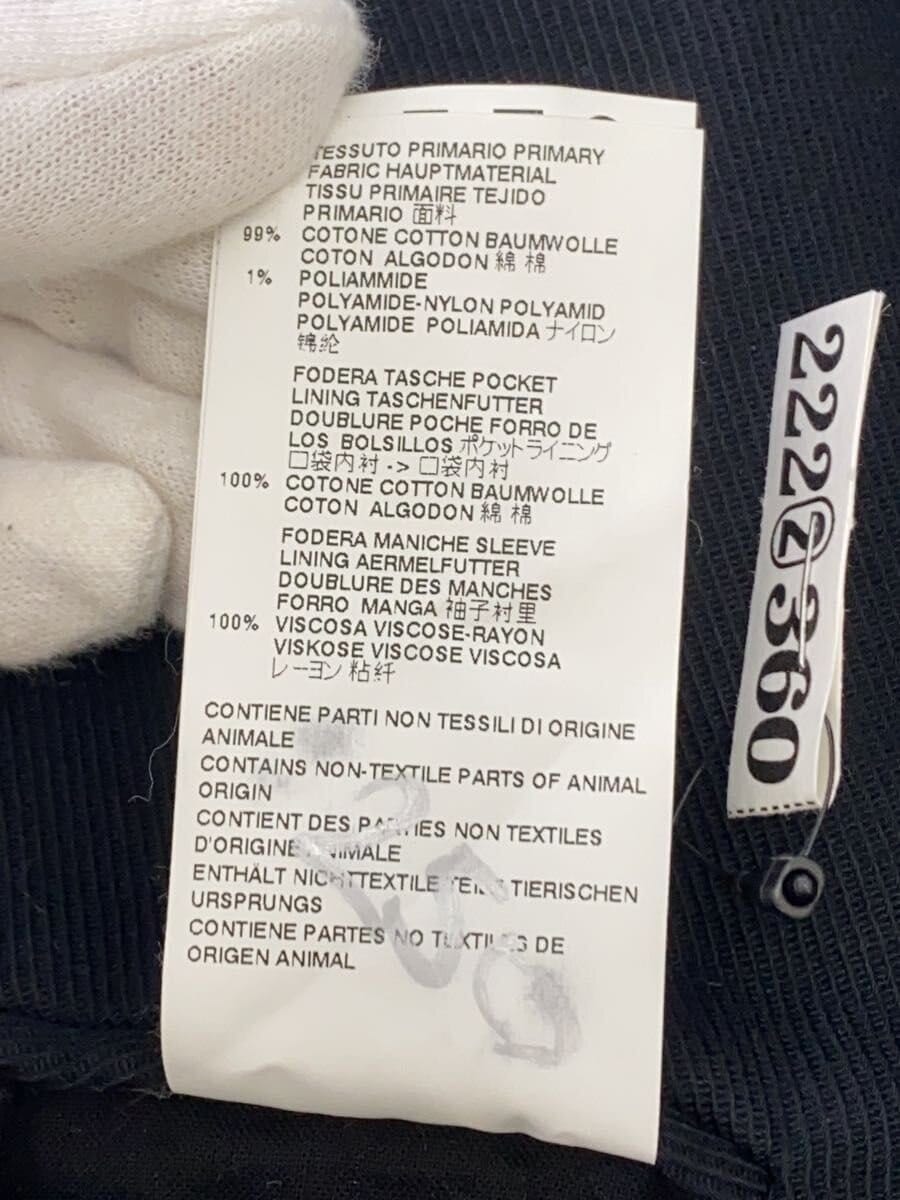 TESSUTO PRIMARIO PRIMARY
FABRIC HAUPTMATERIAL
TISSU PRIMAIRE TEJIDO
PRIMARIO 面料
99% COTONE COTTON BAUMWOLLE
COTON ALGODON 綿 棉
1% POLIAMMIDE
POLYAMIDE-NYLON POLYAMID
POLYAMIDE POLIAMIDA ナイロン
锦纶
FODERA TASCHE POCKET
LINING TASCHENFUTTER
DOUBLURE POCHE FORRO DE
LOS BOLSILLOS ポケットライニング
口袋内衬 -> 口袋内衬
100% COTONE COTTON BAUMWOLLE
COTON ALGODON 綿 棉
FODERA MANICHE SLEEVE
LINING AERMELFUTTER
DOUBLURE DES MANCHES
FORRO MANGA 袖子衬里
100% VISCOSA VISCOSE-RAYON
VISKOSE VISCOSE VISCOSA
レーヨン 粘纤
CONTIENE PARTI NON TESSILI DI ORIGINE
ANIMALE
CONTAINS NON-TEXTILE PARTS OF ANIMAL
ORIGIN
CONTIENT DES PARTIES NON TEXTILES
D'ORIGINE ANIMALE
ENTHÄLT NICHTTEXTILE TEILE TIERISCHEN
URSPRUNGS
CONTIENE PARTES NO TEXTILES DE
ORIGEN ANIMAL
222 Z 360